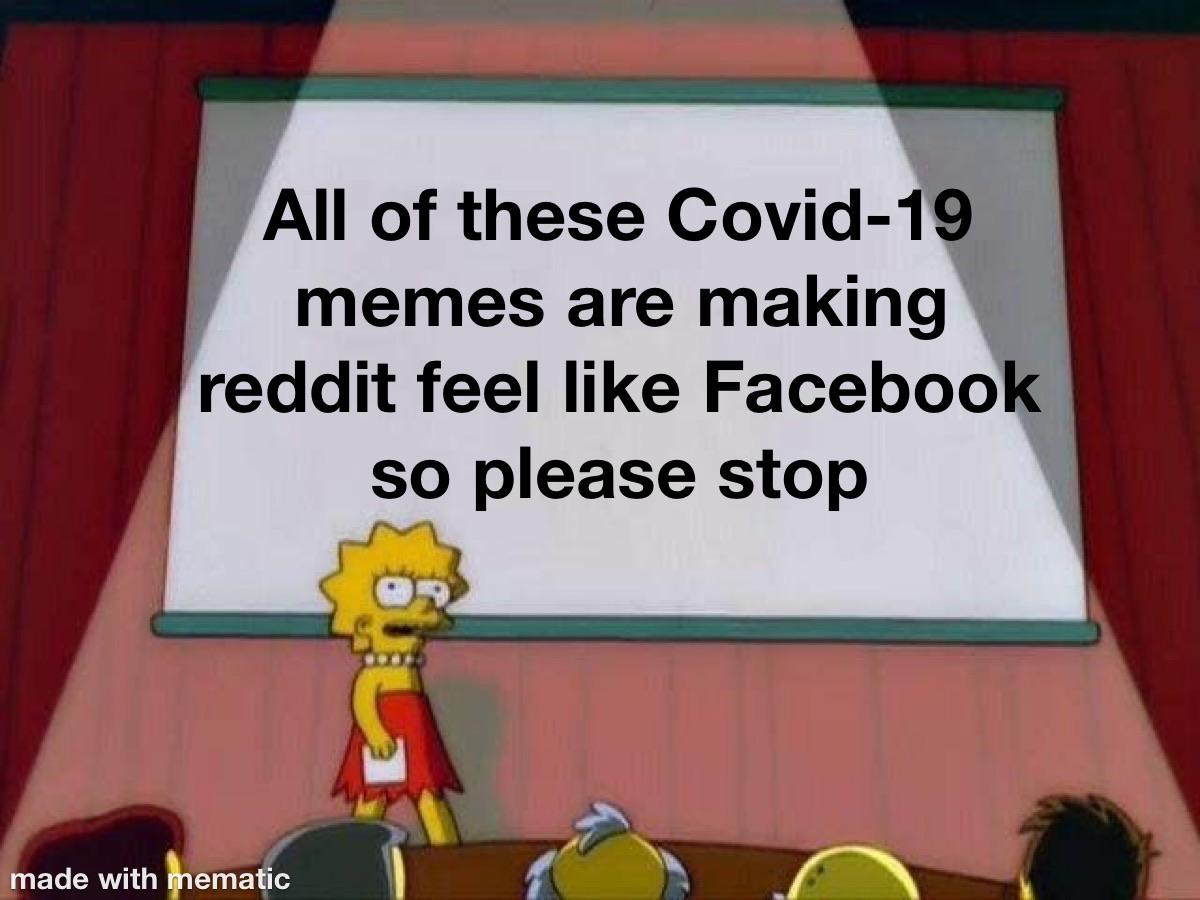 All of these Covid-19
memes are making
reddit feel like Facebook
so please stop
made with mematic